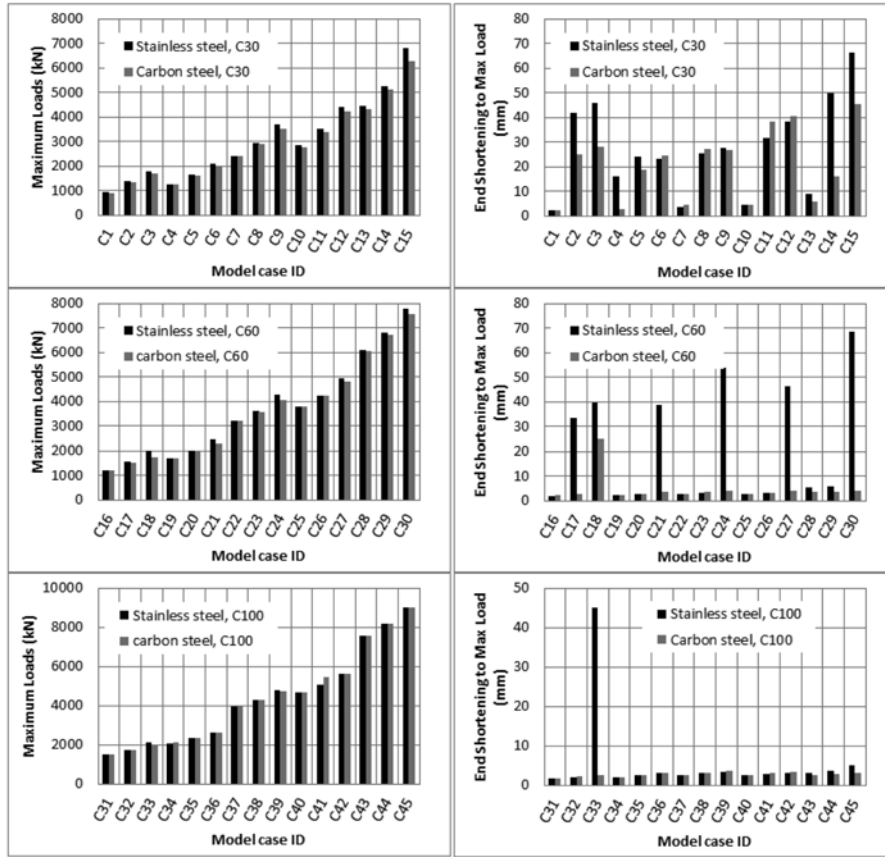 Maximum Loads (kN)
8000
7000
6000
5000
4000
3000
2000
1000
0
Stainless steel, C30
Carbon steel, C30
C1 C2 C3 C4 C5 C6 C7 C8 C9 C10 C11 C12 C13 C14 C15
Model case ID
End Shortening to Max Load
(mm)
80
70
60
50
40
30
20
10
0
Stainless steel, C30
Carbon steel, C30
C1 C2 C3 C4 C5 C6 C7 C8 C9 C10 C11 C12 C13 C14 C15
Model case ID
Maximum Loads (kN)
8000
7000
6000
5000
4000
3000
2000
1000
0
Stainless steel, C60
carbon steel, C60
C16 C17 C18 C19 C20 C21 C22 C23 C24 C25 C26 C27 C28 C29 C30
Model case ID
End Shortening to Max Load
(mm)
80
70
60
50
40
30
20
10
0
Stainless steel, C60
Carbon steel, C60
C16 C17 C18 C19 C20 C21 C22 C23 C24 C25 C26 C27 C28 C29 C30
Model case ID
Maximum Loads (kN)
10000
8000
6000
4000
2000
0
Stainless steel, C100
carbon steel, C100
C31 C32 C33 C34 C35 C36 C37 C38 C39 C40 C41 C42 C43 C44 C45
Model case ID
End Shortening to Max Load
(mm)
50
40
30
20
10
0
Stainless steel, C100
Carbon steel, C100
C31 C32 C33 C34 C35 C36 C37 C38 C39 C40 C41 C42 C43 C44 C45
Model case ID